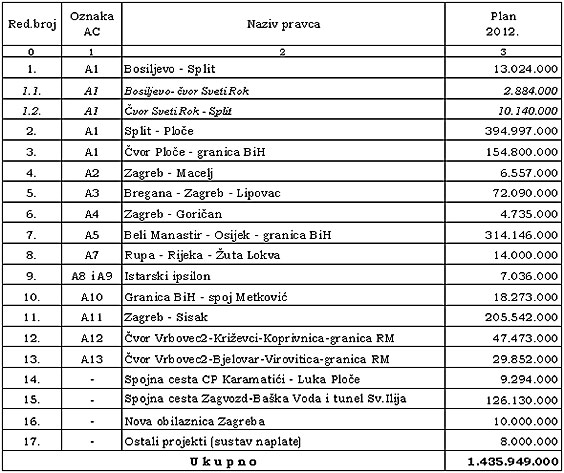 Red.broj Oznaka AC Naziv pravca Plan 2012.
0 1 2 3
1. A1 Bosiljevo - Split 13.024.000
1.1. A1 Bosiljevo- čvor Sveti Rok 2.884.000
1.2. A1 Čvor Sveti Rok - Split 10.140.000
2. A1 Split - Ploče 394.997.000
3. A1 Čvor Ploče - granica BiH 154.800.000
4. A2 Zagreb - Macelj 6.557.000
5. A3 Bregana - Zagreb - Lipovac 72.090.000
6. A4 Zagreb - Goričan 4.735.000
7. A5 Beli Manastir - Osijek - granica BiH 314.146.000
8. A7 Rupa - Rijeka - Žuta Lokva 14.000.000
9. A8 i A9 Istarski ipsilon 7.036.000
10. A10 Granica BiH - spoj Metković 18.273.000
11. A11 Zagreb - Sisak 205.542.000
12. A12 Čvor Vrbovec2-Križevci-Koprivnica-granica RM 47.473.000
13. A13 Čvor Vrbovec2-Bjelovar-Virovitica-granica RM 29.852.000
14. - Spojna cesta CP Karamatići - Luka Ploče 9.294.000
15. - Spojna cesta Zagvozd-Baška Voda i tunel Sv.Ilija 126.130.000
16. - Nova obilaznica Zagreba 10.000.000
17. - Ostali projekti (sustav naplate) 8.000.000
U k u p n o 1.435.949.000